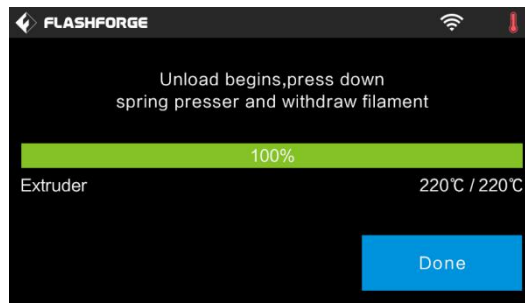 FLASHFORGE
Unload begins,press down
spring presser and withdraw filament
100%
Extruder 220℃ / 220℃
Done